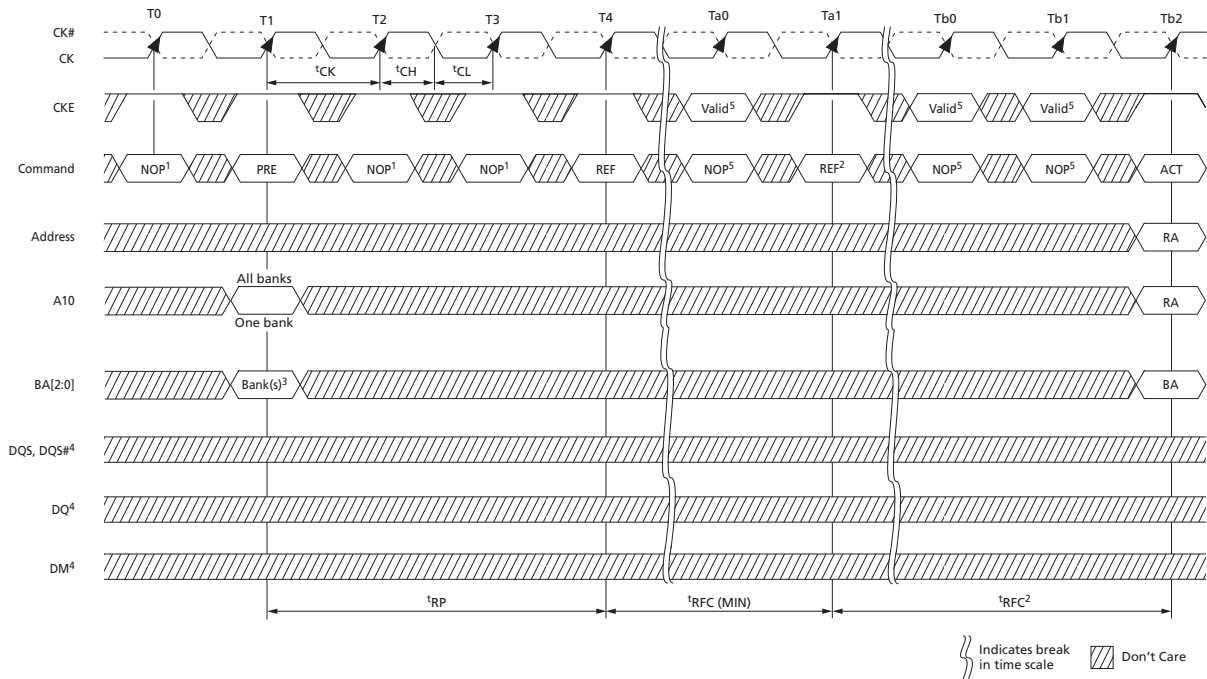 T0 T1 T2 T3 T4 Ta0 Ta1 Tb0 Tb1 Tb2
CK#
CK
tCK tCH tCL
CKE Valid5 Valid5 Valid5
Command NOP1 PRE NOP1 NOP1 REF NOP5 REF2 NOP5 NOP5 ACT
Address RA
All banks
A10 RA
One bank
BA[2:0] Bank(s)3 BA
DQS, DQS#4
DQ4
DM4
tRP tRFC (MIN) tRFC2
Indicates break
in time scale
Don't Care